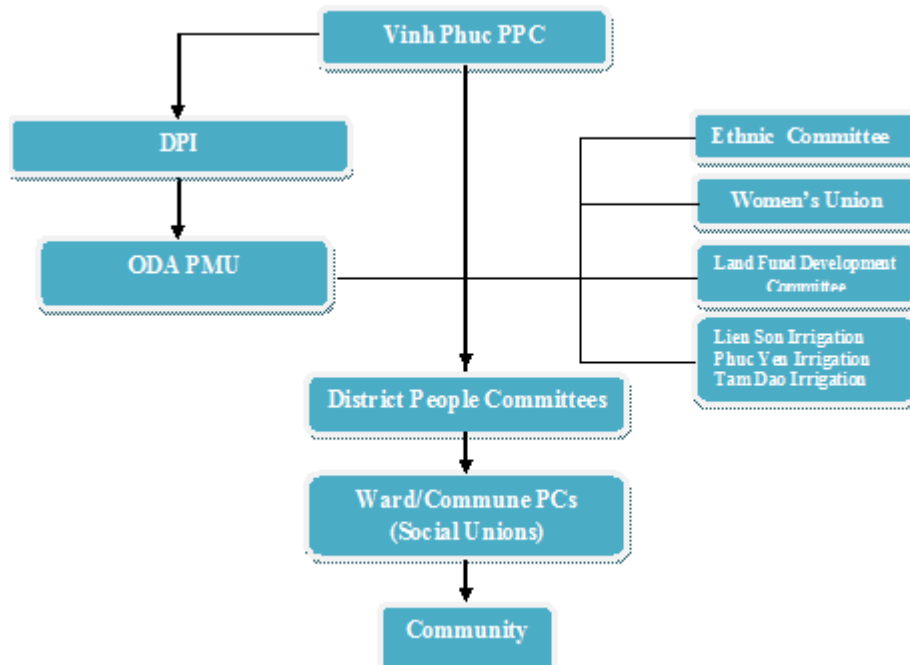 Vinh Phuc PPC
DPI
ODA PMU
Ethnic Committee
Women's Union
Land Fund Development
Committee
Lien Son Irrigation
Phuc Yen Irrigation
Tam Dao Irrigation
District People Committees
Ward/Commune PCs
(Social Unions)
Community